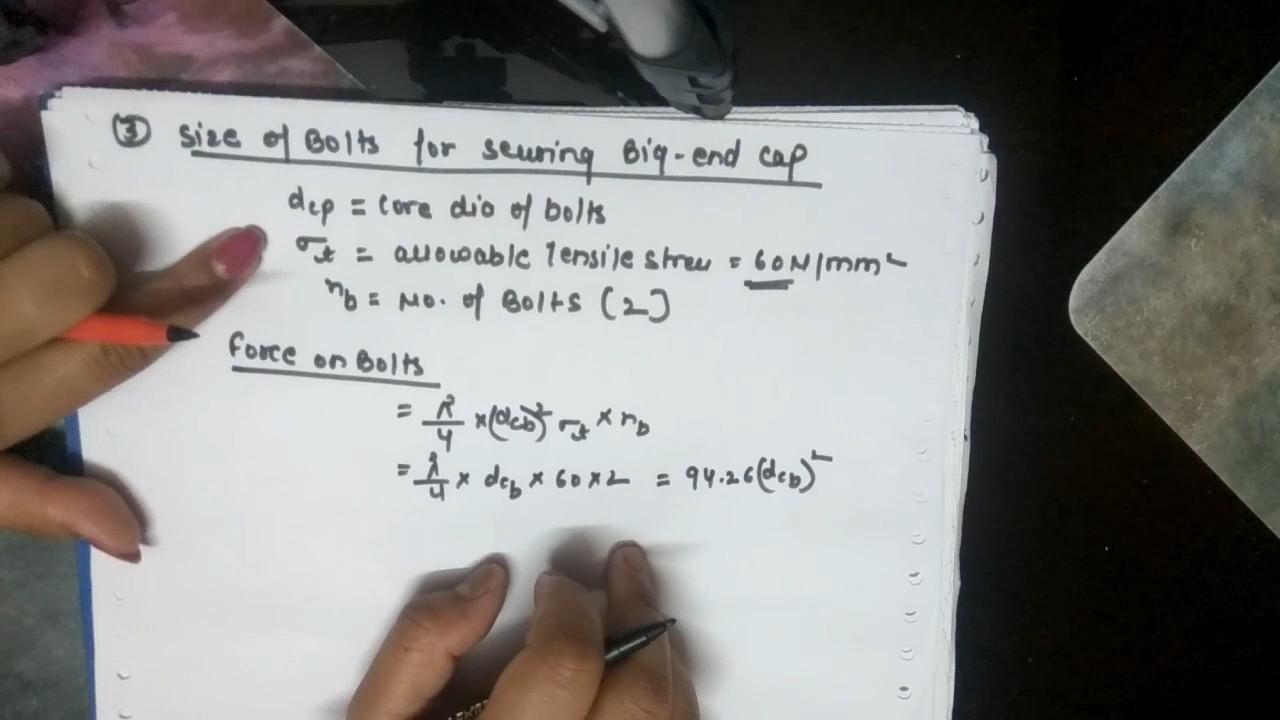 ③ Size of Bolts for securing Big-end cap
dcp = core dia of bolts
σt = allowable Tensile stress = 60N/mm²
nb = No. of Bolts (2)
Force on Bolts
= π/4 × (dcb)² σt × nb
= π/4 × dcb × 60 × 2 = 94.26(dcb)²